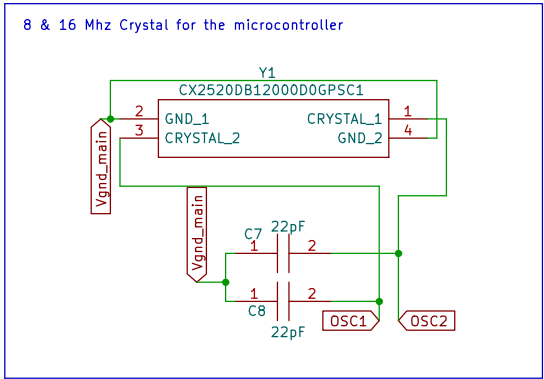 8 & 16 Mhz Crystal for the microcontroller
Y1
CX2520DB12000D0GPSC1
2 GND_1 CRYSTAL_1 1
3 CRYSTAL_2 GND_2 4
Vgnd_main
Vgnd_main
22pF
C7
1 2
1 2
C8
22pF
OSC1 OSC2